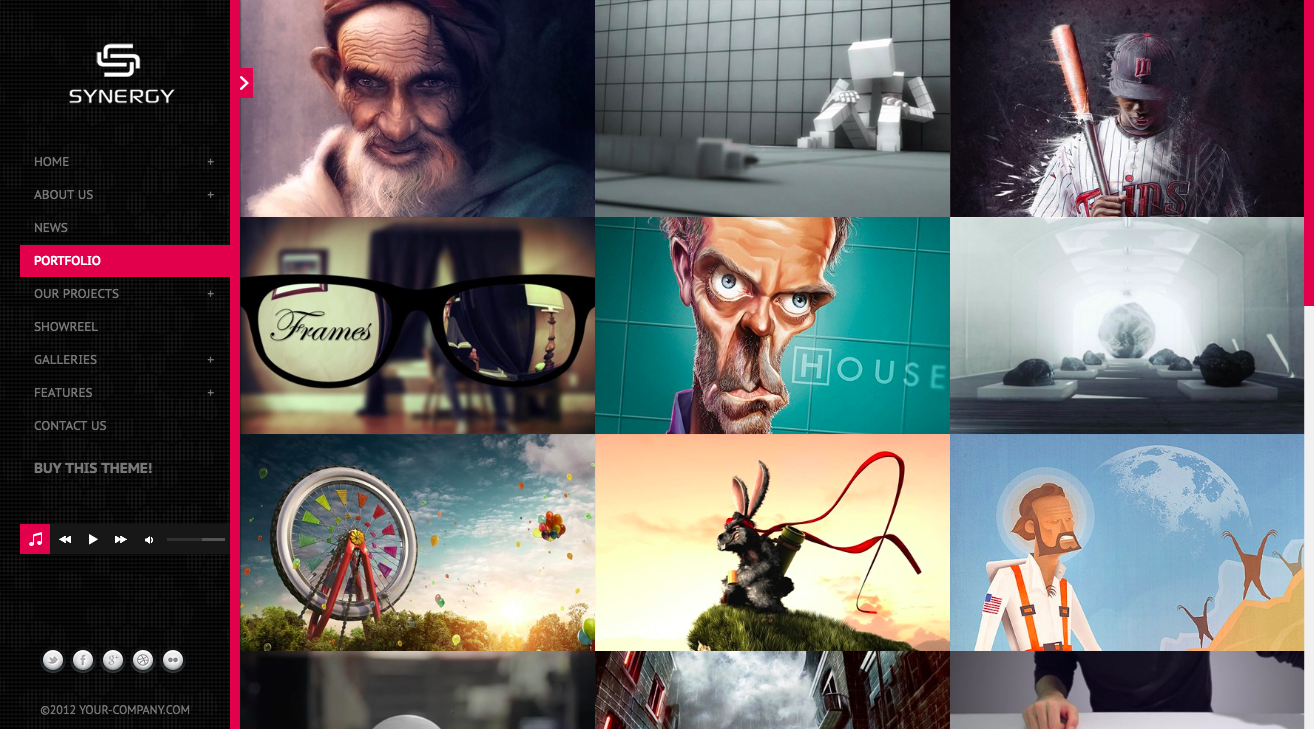 SYNERGY
HOME +
ABOUT US +
NEWS
PORTFOLIO
OUR PROJECTS +
SHOWREEL
GALLERIES +
FEATURES +
CONTACT US
BUY THIS THEME!
©2012 YOUR-COMPANY.COM
Twins
Frames
HOUSE